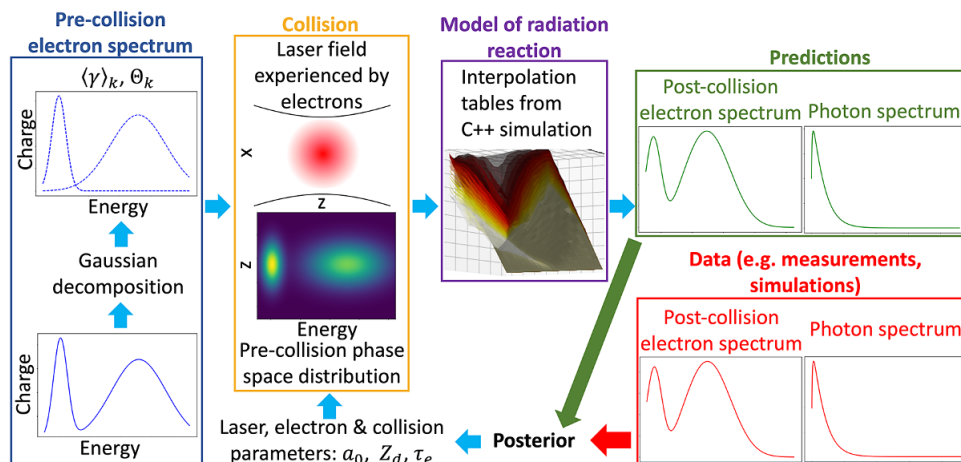 Pre-collision
electron spectrum
⟨γ⟩k, Θk
Charge
Energy
Gaussian
decomposition
Charge
Energy
Collision
Laser field
experienced by
electrons
x
z
z
Energy
Pre-collision phase
space distribution
Laser, electron & collision
parameters: a0, Zd, τe
Model of radiation
reaction
Interpolation
tables from
C++ simulation
Predictions
Post-collision
electron spectrum
Photon spectrum
Data (e.g. measurements,
simulations)
Post-collision
electron spectrum
Photon spectrum
Posterior